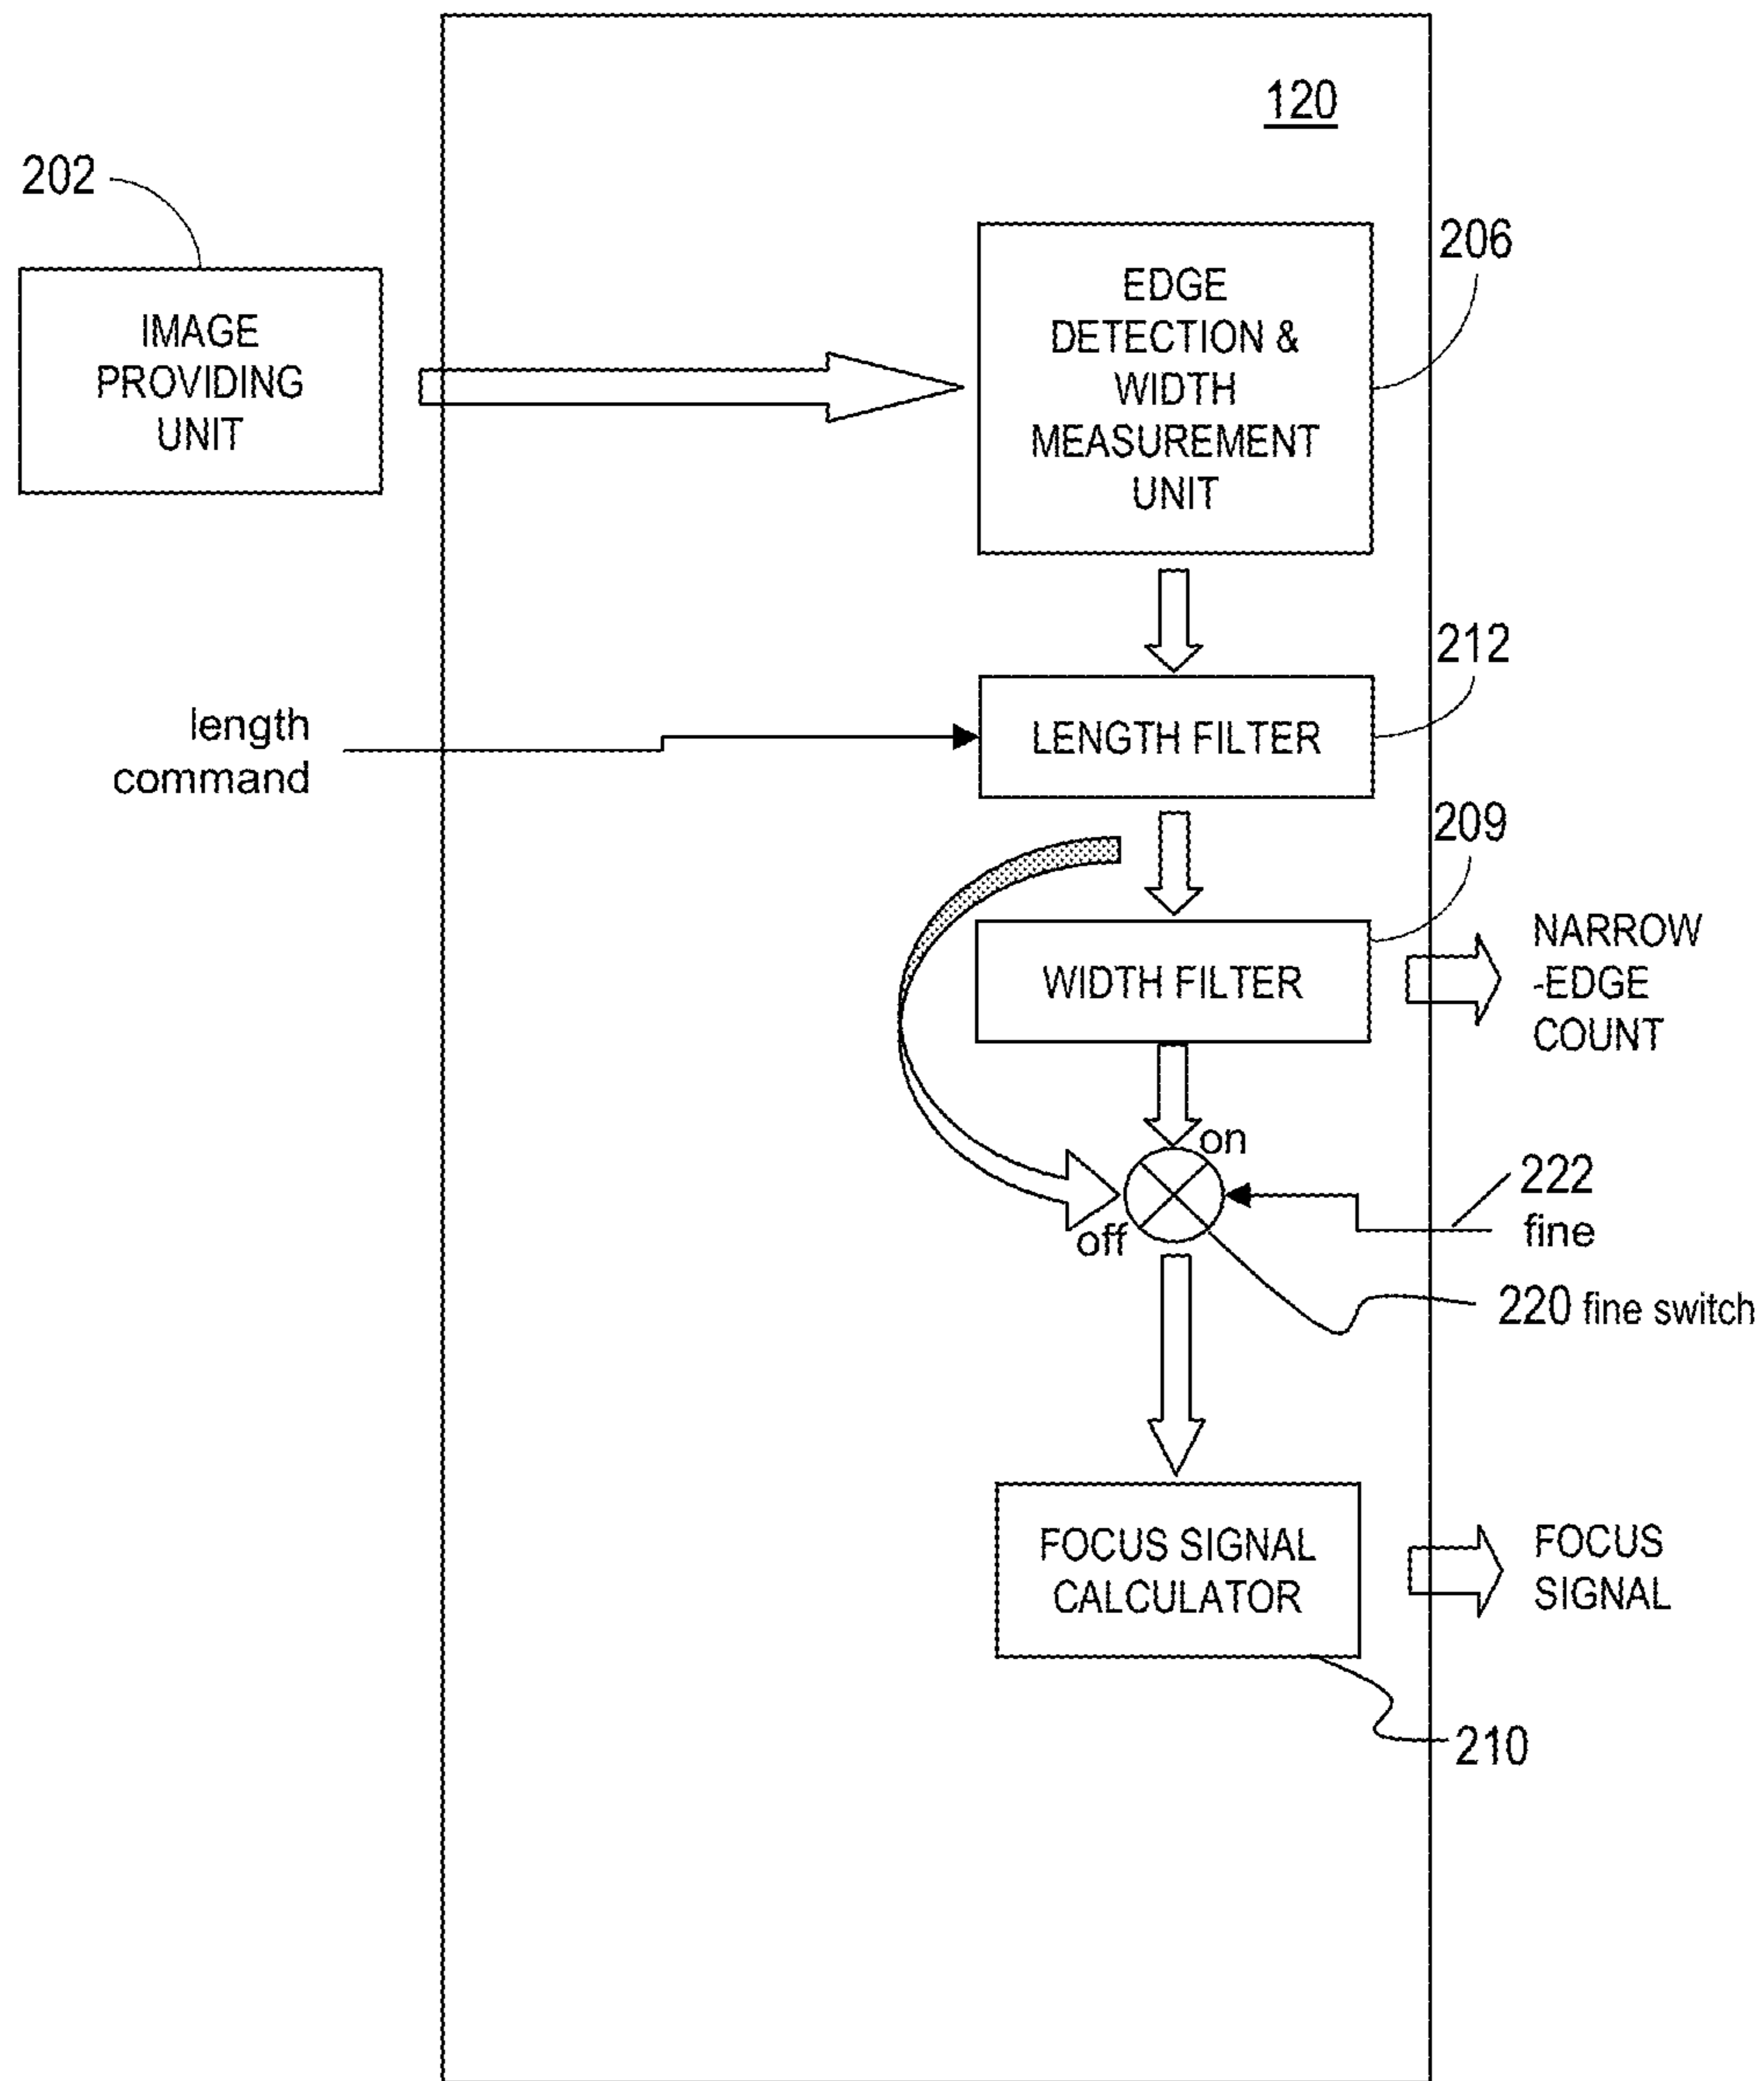 120
202
IMAGE
PROVIDING
UNIT
206
EDGE
DETECTION &
WIDTH
MEASUREMENT
UNIT
212
length
command
LENGTH FILTER
209
WIDTH FILTER
NARROW
-EDGE
COUNT
on
off
222
fine
220 fine switch
FOCUS SIGNAL
CALCULATOR
FOCUS
SIGNAL
210